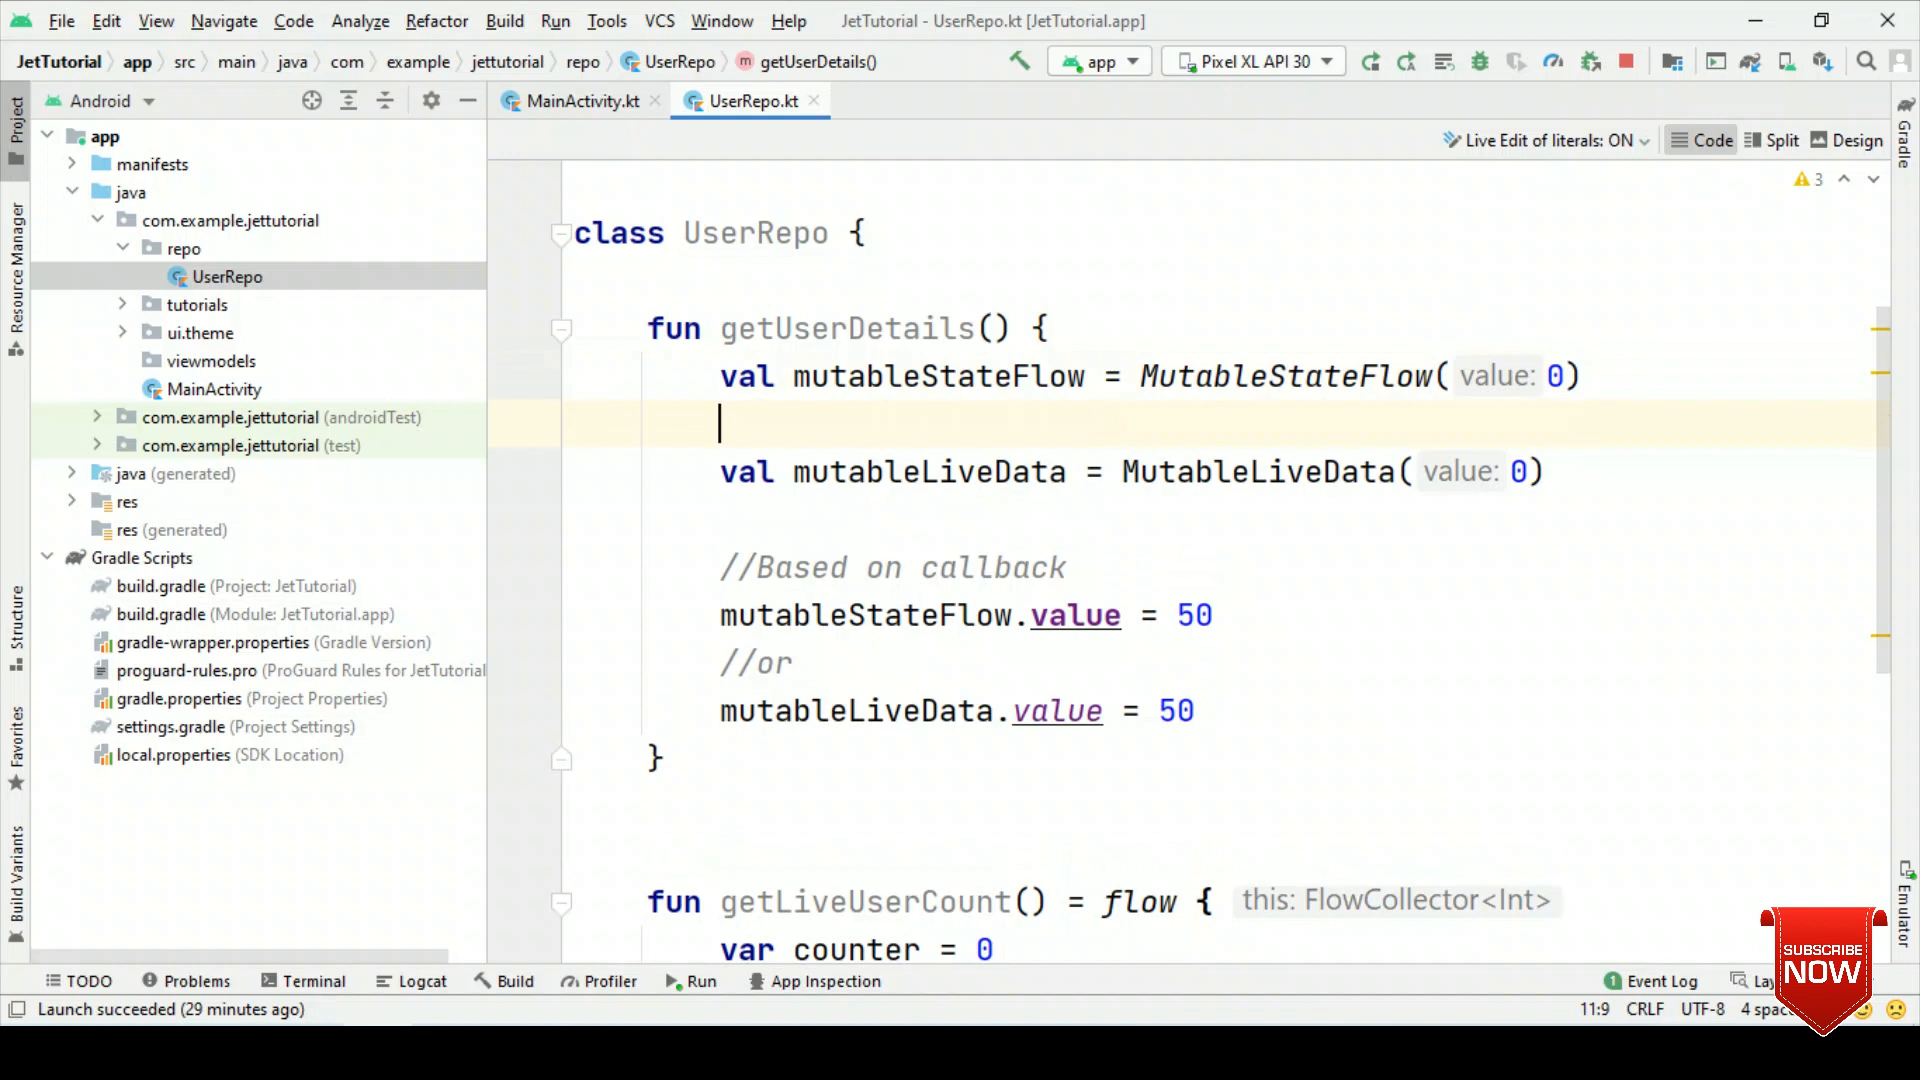 File Edit View Navigate Code Analyze Refactor Build Run Tools VCS Window Help JetTutorial - UserRepo.kt [JetTutorial.app]
JetTutorial app src main java com example jettutorial repo UserRepo getUserDetails() app Pixel XL API 30
Project
Resource Manager
Structure
Favorites
Build Variants
Android
app
manifests
java
com.example.jettutorial
repo
UserRepo
tutorials
ui.theme
viewmodels
MainActivity
com.example.jettutorial (androidTest)
com.example.jettutorial (test)
java (generated)
res
res (generated)
Gradle Scripts
build.gradle (Project: JetTutorial)
build.gradle (Module: JetTutorial.app)
gradle-wrapper.properties (Gradle Version)
proguard-rules.pro (ProGuard Rules for JetTutorial
gradle.properties (Project Properties)
settings.gradle (Project Settings)
local.properties (SDK Location)
MainActivity.kt UserRepo.kt
Live Edit of literals: ON Code Split Design
3
class UserRepo {
fun getUserDetails() {
val mutableStateFlow = MutableStateFlow( value: 0)
val mutableLiveData = MutableLiveData( value: 0)
//Based on callback
mutableStateFlow.value = 50
//or
mutableLiveData.value = 50
}
fun getLiveUserCount() = flow { this: FlowCollector<Int>
var counter = 0
Gradle
Emulator
SUBSCRIBE
NOW
TODO Problems Terminal Logcat Build Profiler Run App Inspection 1 Event Log Lay
Launch succeeded (29 minutes ago) 11:9 CRLF UTF-8 4 spac